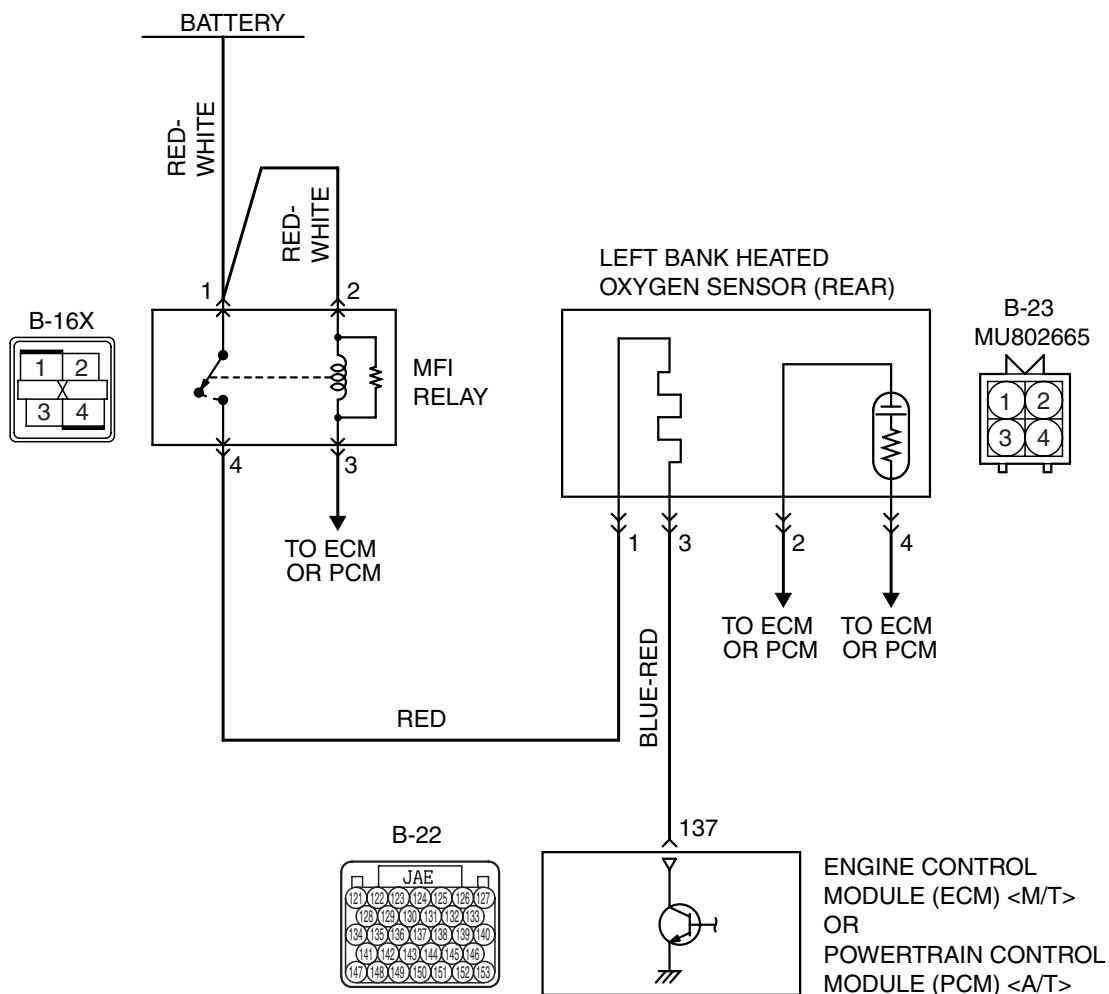 BATTERY
RED-
WHITE
RED-
WHITE
1
2
B-16X
1 2
3 4
MFI
RELAY
4
3
TO ECM
OR PCM
LEFT BANK HEATED
OXYGEN SENSOR (REAR)
B-23
MU802665
1 2
3 4
1
3
2
4
TO ECM
OR PCM
TO ECM
OR PCM
RED
BLUE-RED
137
B-22
JAE
121 122 123 124 125 126 127
128 129 130 131 132 133
134 135 136 137 138 139 140
141 142 143 144 145 146
147 148 149 150 151 152 153
ENGINE CONTROL
MODULE (ECM) <M/T>
OR
POWERTRAIN CONTROL
MODULE (PCM) <A/T>